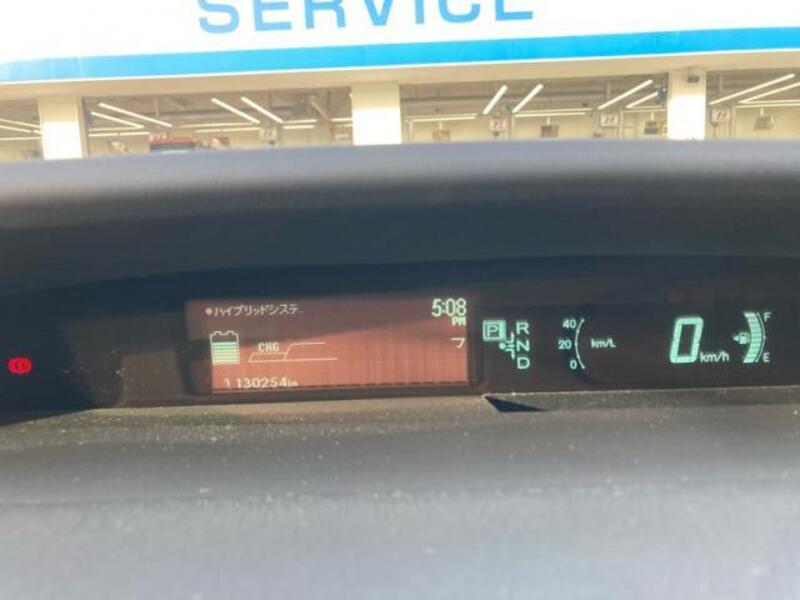 SERVICE
ハイブリッドシステ
5:08
PM
CHG
130254
P
R
N
D
40
20
0
km/L
0 km/h
F
E